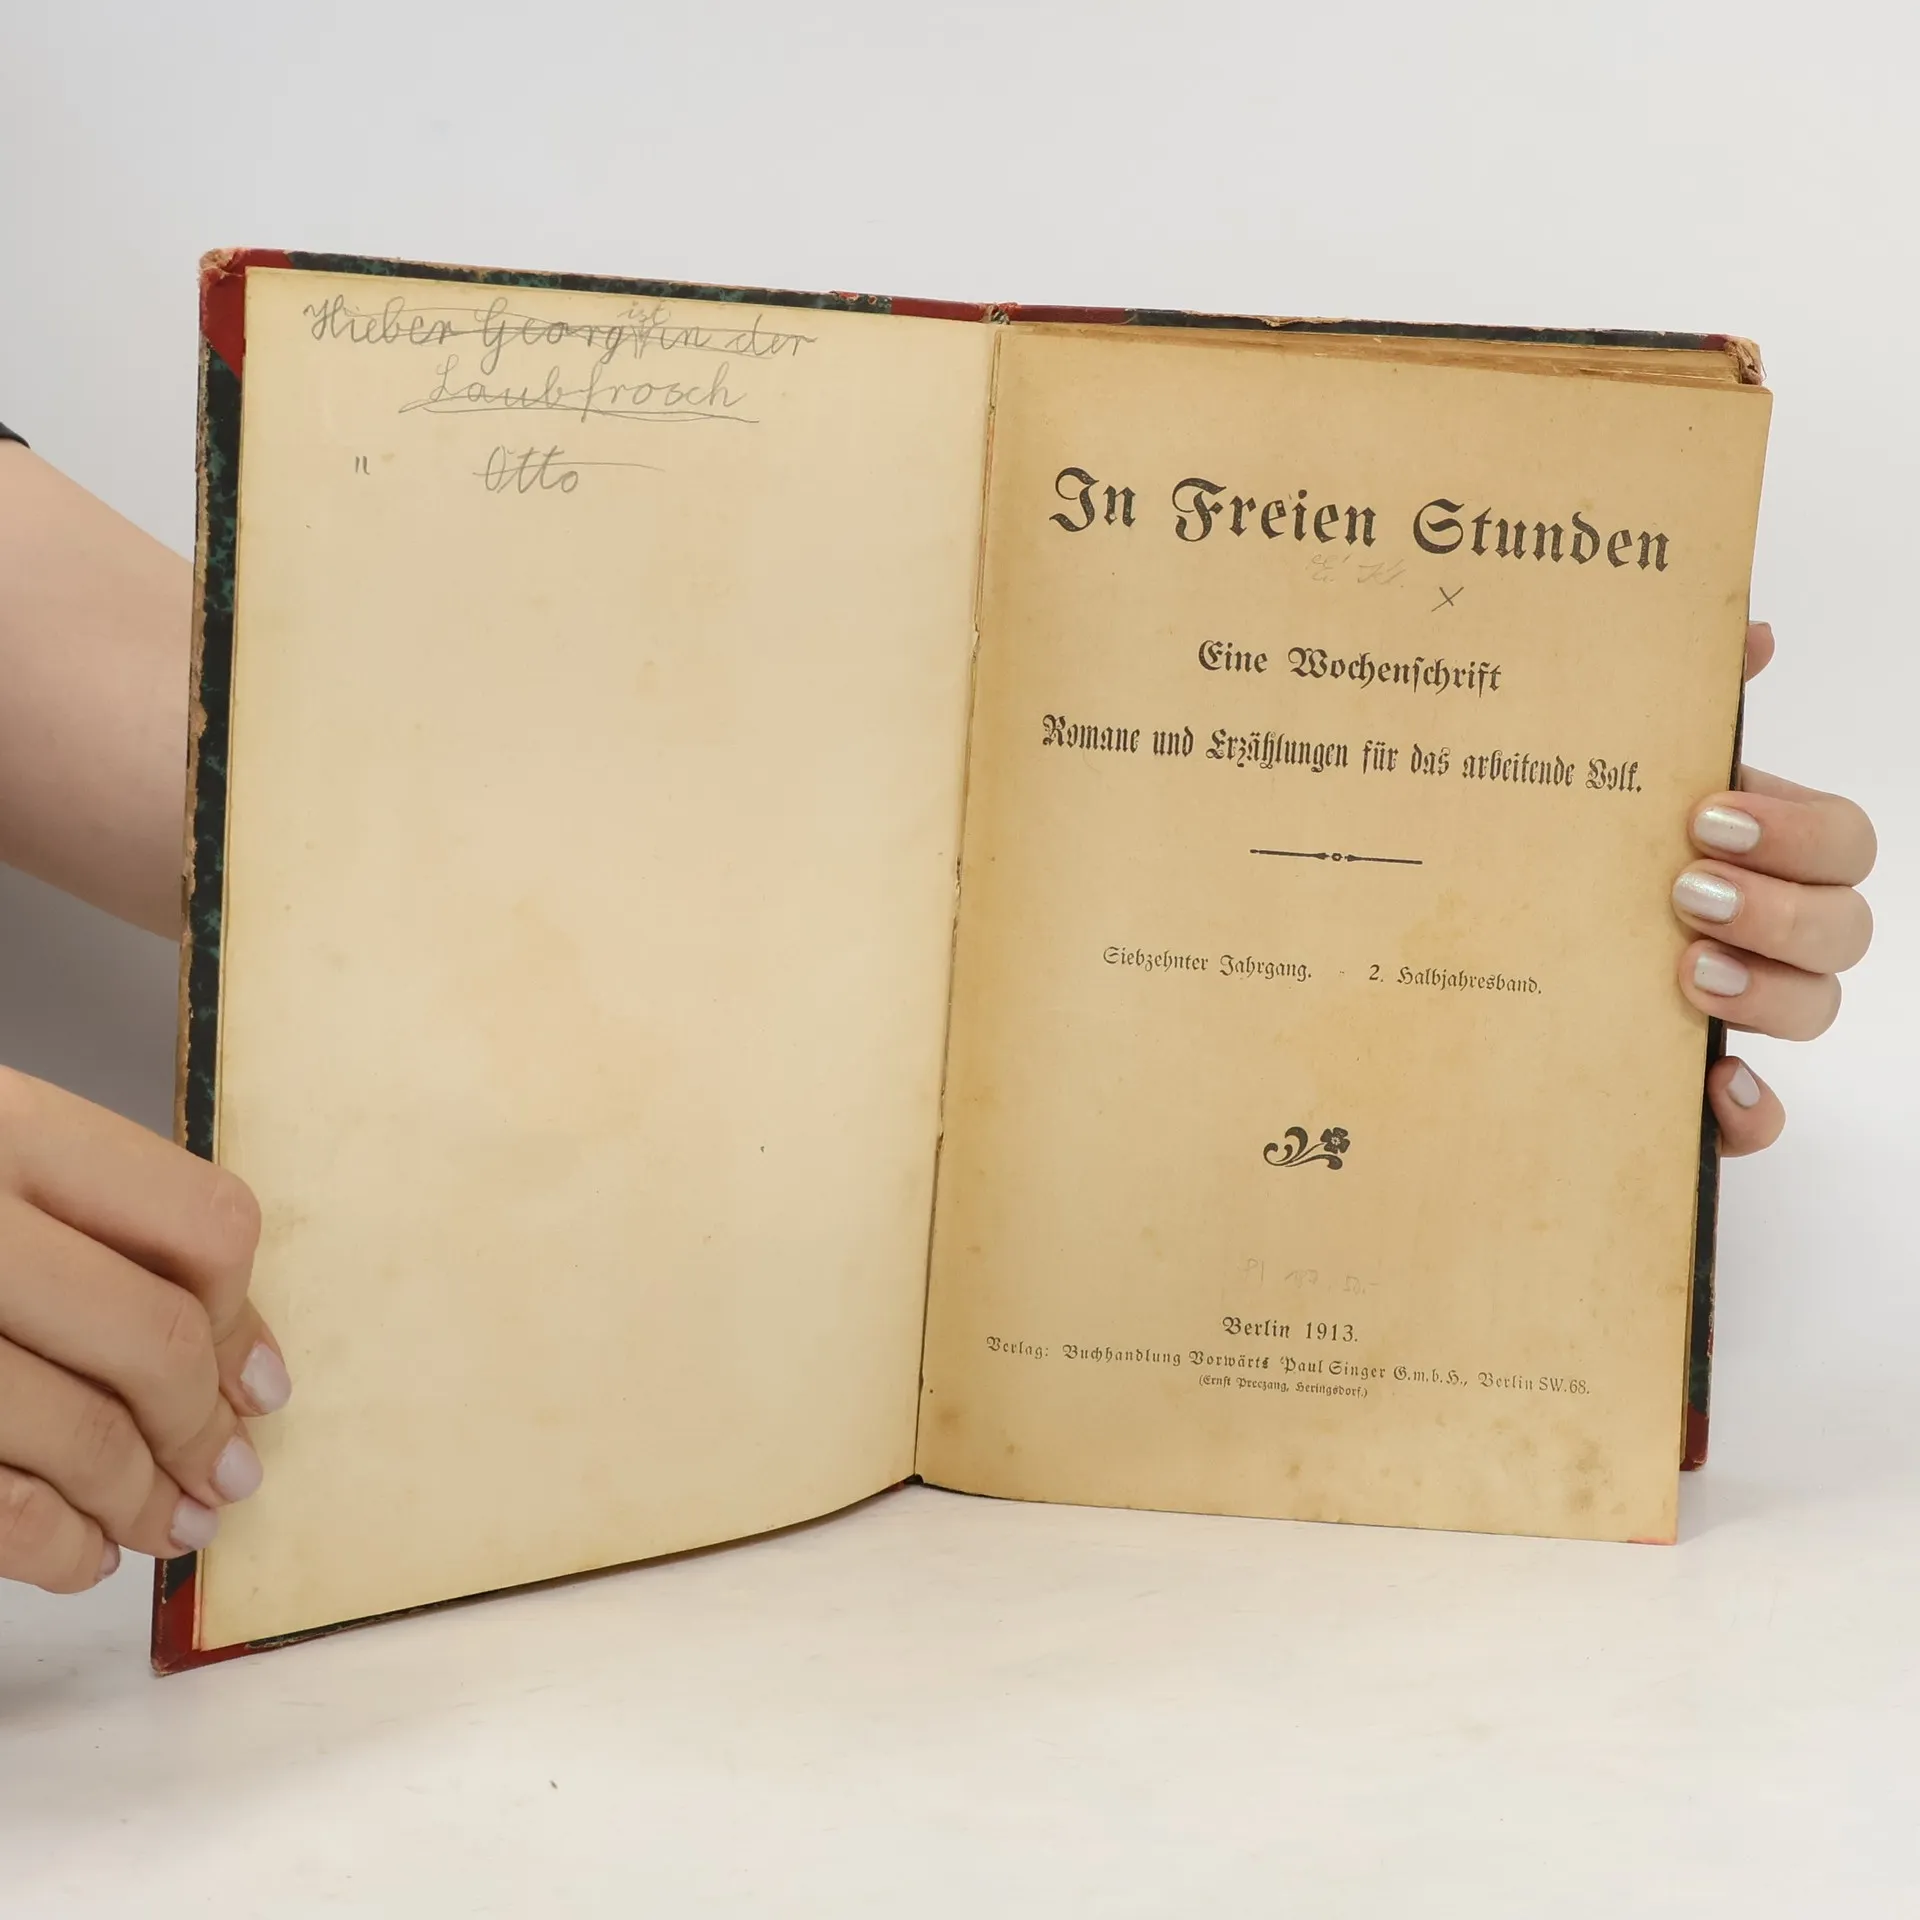 Hieber Georg ist in der
Laubfrosch
" Otto
In Freien Stunden
x
Eine Wochenschrift
Romane und Erzählungen für das arbeitende Volk.
Siebzehnter Jahrgang. - 2. Halbjahresband.
Berlin 1913.
Verlag: Buchhandlung Vorwärts Paul Singer G.m.b.H., Berlin SW. 68.
(Ernst Preczang, Heringsdorf.)